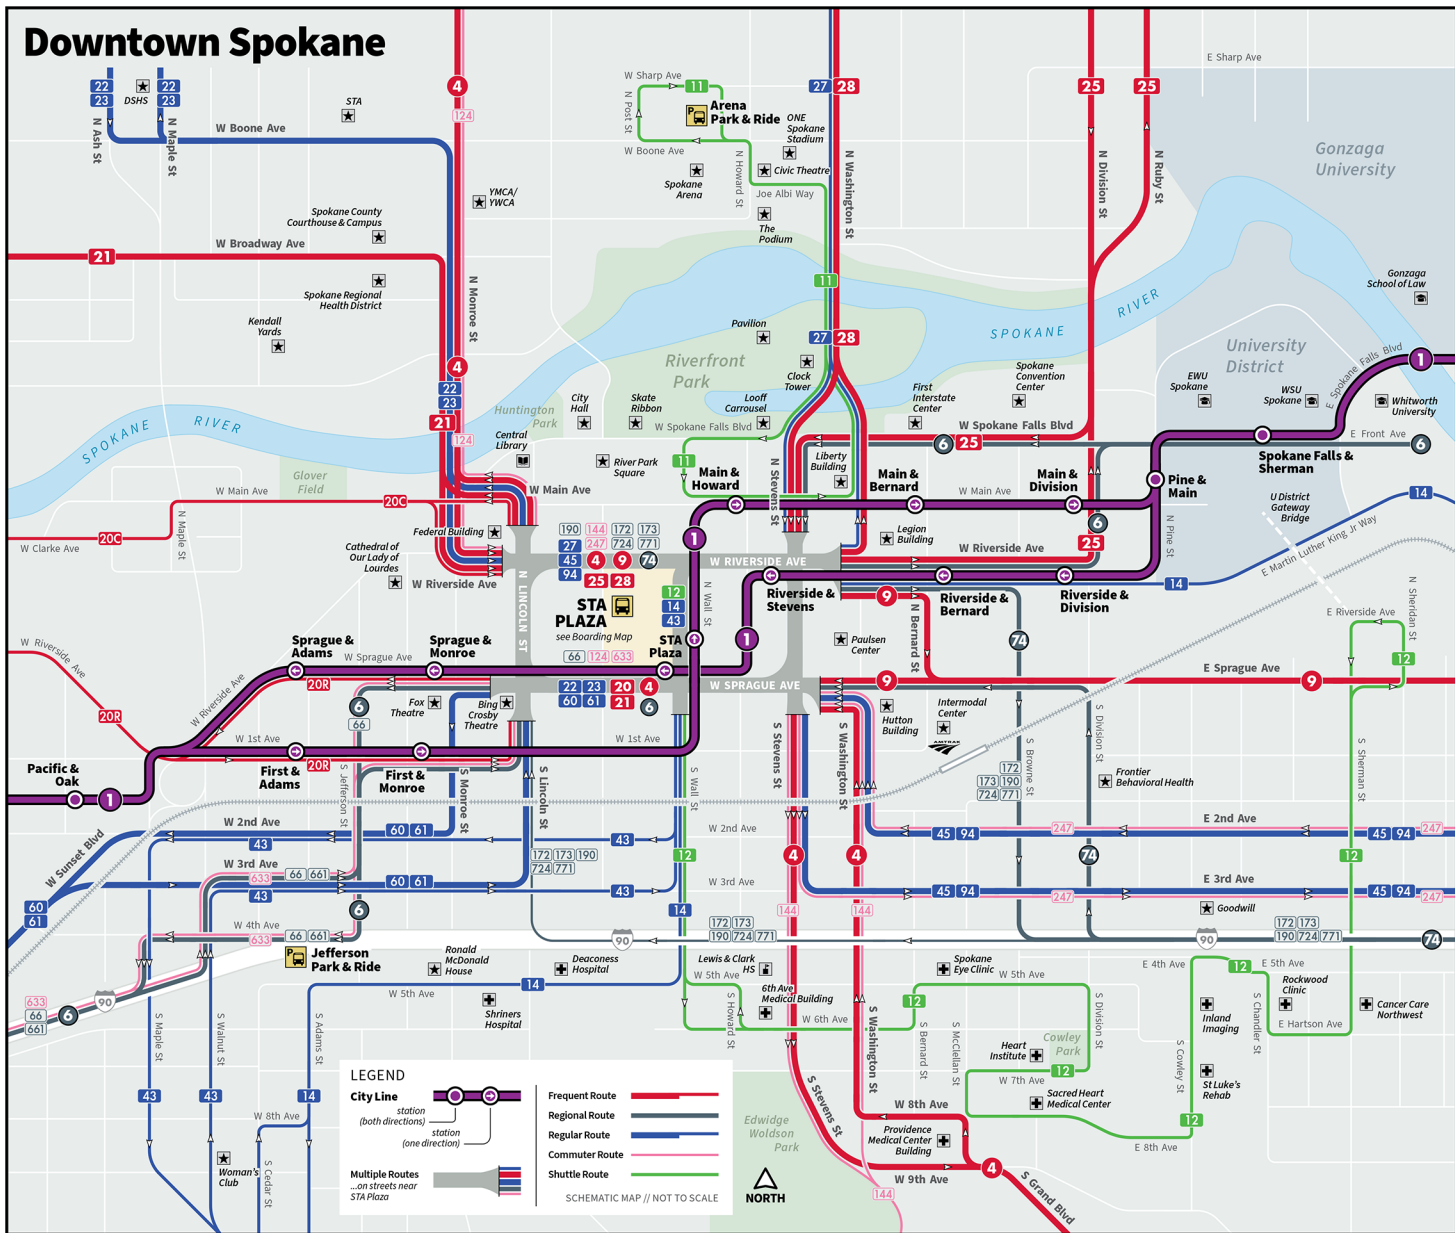 Downtown Spokane
22
23
DSHS
22
23
STA
4
124
W Sharp Ave
11
Arena
Park & Ride
N Post St
W Boone Ave
ONE
Spokane
Stadium
27
28
25
25
E Sharp Ave
N Ash St
N Maple St
W Boone Ave
Spokane
Arena
N Howard St
Civic Theatre
Joe Albi Way
The
Podium
N Washington St
N Division St
N Ruby St
Gonzaga
University
YMCA/
YWCA
Spokane County
Courthouse & Campus
W Broadway Ave
21
Spokane Regional
Health District
Kendall
Yards
N Monroe St
11
27
28
Pavilion
Riverfront
Park
Clock
Tower
SPOKANE
RIVER
Gonzaga
School of Law
University
District
4
22
23
21
124
Huntington
Park
City
Hall
Skate
Ribbon
Looff
Carrousel
First
Interstate
Center
Spokane
Convention
Center
EWU
Spokane
WSU
Spokane
E Spokane Falls Blvd
1
Whitworth
University
SPOKANE
RIVER
Central
Library
W Spokane Falls Blvd
W Spokane Falls Blvd
6
25
E Front Ave
6
Spokane Falls &
Sherman
Glover
Field
River Park
Square
11
Main &
Howard
N Stevens St
Liberty
Building
Main &
Bernard
Main &
Division
Pine &
Main
W Main Ave
20C
W Main Ave
W Main Ave
14
U District
Gateway
Bridge
20C
W Clarke Ave
N Maple St
Federal Building
Cathedral of
Our Lady of
Lourdes
W Riverside Ave
190
144
172
173
27
247
724
771
45
4
9
74
94
25
28
1
W RIVERSIDE AVE
Legion
Building
6
25
W Riverside Ave
N Pine St
E Martin Luther King Jr Way
14
N LINCOLN ST
STA
PLAZA
see Boarding Map
12
14
43
N Wall St
Riverside &
Stevens
9
N Bernard St
Riverside &
Bernard
Riverside &
Division
N Sheridan St
E Riverside Ave
W Riverside Ave
Sprague &
Adams
Sprague &
Monroe
W Sprague Ave
66
124
633
STA
Plaza
1
Paulsen
Center
74
12
20R
20R
W Riverside Ave
6
66
Fox
Theatre
Bing
Crosby
Theatre
22
23
20
4
60
61
21
6
W SPRAGUE AVE
9
E Sprague Ave
9
Hutton
Building
Intermodal
Center
AMTRAK
W 1st Ave
W 1st Ave
20R
Pacific &
Oak
1
First &
Adams
First &
Monroe
S Jefferson St
S Monroe St
S Lincoln St
S Wall St
S Stevens St
S Washington St
172
173
190
724
771
S Browne St
S Division St
Frontier
Behavioral Health
S Sherman St
W Sunset Blvd
W 2nd Ave
43
60
61
43
W 2nd Ave
45
94
247
E 2nd Ave
45
94
247
172
173
190
724
771
12
4
4
74
12
W 3rd Ave
633
66
661
43
60
61
43
W 3rd Ave
45
94
247
E 3rd Ave
45
94
247
60
61
6
14
144
144
Goodwill
W 4th Ave
633
66
661
90
172
173
190
724
771
90
172
173
190
724
771
74
Jefferson
Park & Ride
Ronald
McDonald
House
Deaconess
Hospital
Lewis & Clark
HS
Spokane
Eye Clinic
E 4th Ave
12
E 5th Ave
633
66
661
6
90
W 5th Ave
14
Shriners
Hospital
W 5th Ave
6th Ave
Medical Building
W 5th Ave
12
Rockwood
Clinic
Inland
Imaging
Cancer Care
Northwest
S Maple St
S Walnut St
S Adams St
S Howard St
W 6th Ave
S Washington St
S Bernard St
S McClellan St
S Division St
Cowley
Park
Heart
Institute
S Cowley St
S Chandler St
E Hartson Ave
43
43
14
W 7th Ave
12
St Luke's
Rehab
Sacred Heart
Medical Center
LEGEND
City Line
station
(both directions)
station
(one direction)
Multiple Routes
...on streets near
STA Plaza
Frequent Route
Regional Route
Regular Route
Commuter Route
Shuttle Route
SCHEMATIC MAP // NOT TO SCALE
W 8th Ave
Woman's
Club
S Cedar St
Edwidge
Woldson
Park
NORTH
S Stevens St
W 8th Ave
Providence
Medical Center
Building
12
E 8th Ave
W 9th Ave
4
144
S Grand Blvd